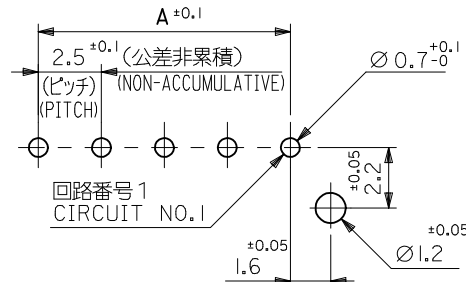 A ±0.1
2.5 ±0.1 (公差非累積)
(ピッチ) (NON-ACCUMULATIVE)
(PITCH)
Ø0.7 +0.1 -0
回路番号1
CIRCUIT NO.1
2.2 ±0.05
1.6 ±0.05
Ø1.2 ±0.05